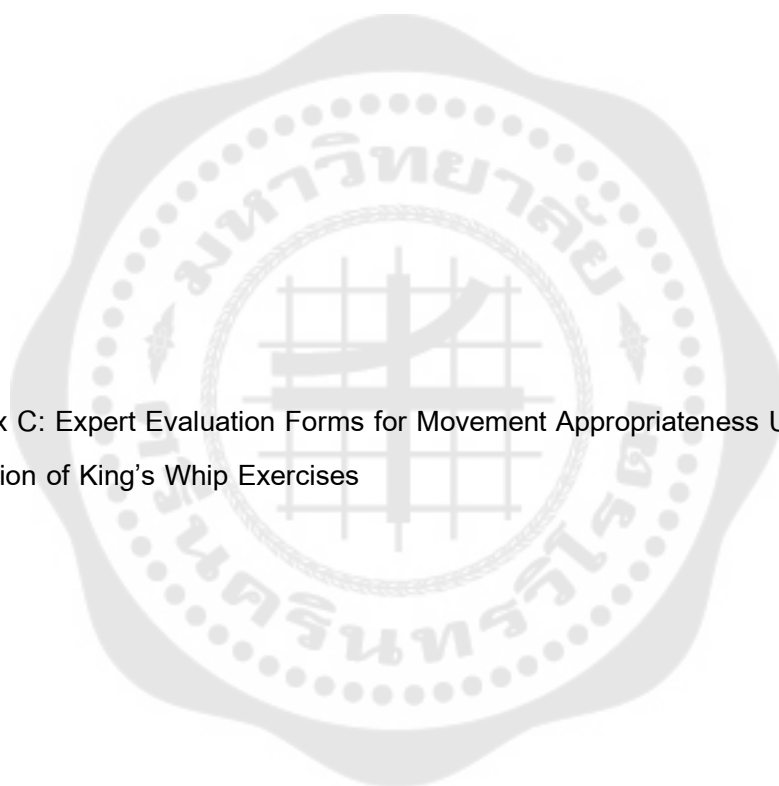 x C: Expert Evaluation Forms for Movement Appropriateness U
ion of King's Whip Exercises
มหาวิทยาลัย
ศรีนครินทรวิโรฒ